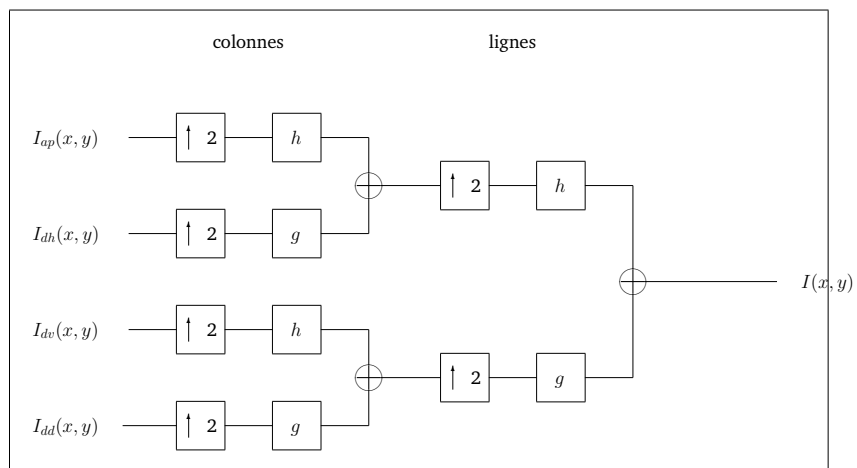 colonnes lignes
I_{ap}(x, y) ↑ 2 h
↑ 2 h
I_{dh}(x, y) ↑ 2 g
I(x, y)
I_{dv}(x, y) ↑ 2 h
↑ 2 g
I_{dd}(x, y) ↑ 2 g